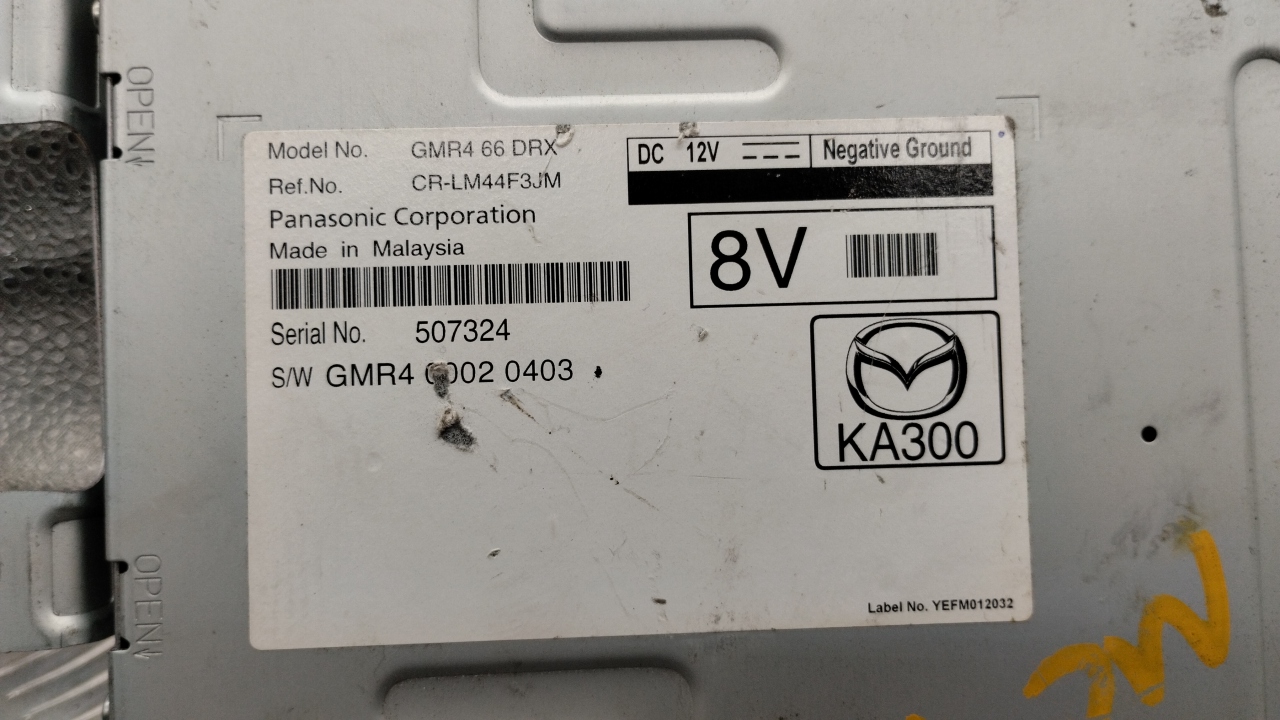 OPEN
Model No. GMR4 66 DRX
Ref.No. CR-LM44F3JM
Panasonic Corporation
Made in Malaysia
DC 12V Negative Ground
8V
Serial No. 507324
S/W GMR4 0002 0403
KA300
OPEN
Label No. YEFM012032